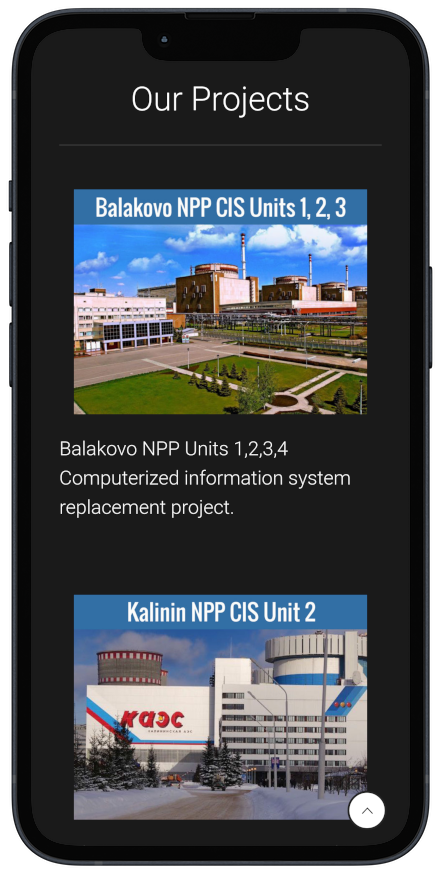 Our Projects
Balakovo NPP CIS Units 1, 2, 3
Balakovo NPP Units 1,2,3,4
Computerized information system
replacement project.
Kalinin NPP CIS Unit 2
каэс